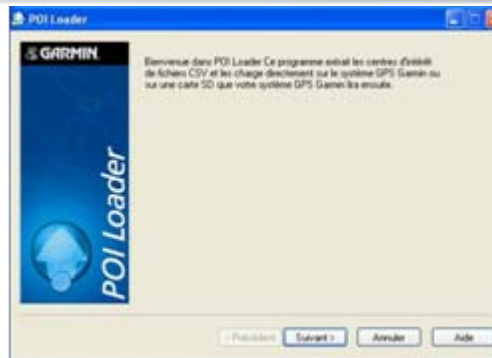 POI Loader
GARMIN
POI Loader
Bienvenue dans POI Loader Ce programme extrait les centres d'intérêt
de fichiers CSV et les charge directement sur le système GPS Garmin ou
sur une carte SD que votre système GPS Garmin lira ensuite.
< Précédent
Suivant >
Annuler
Aide